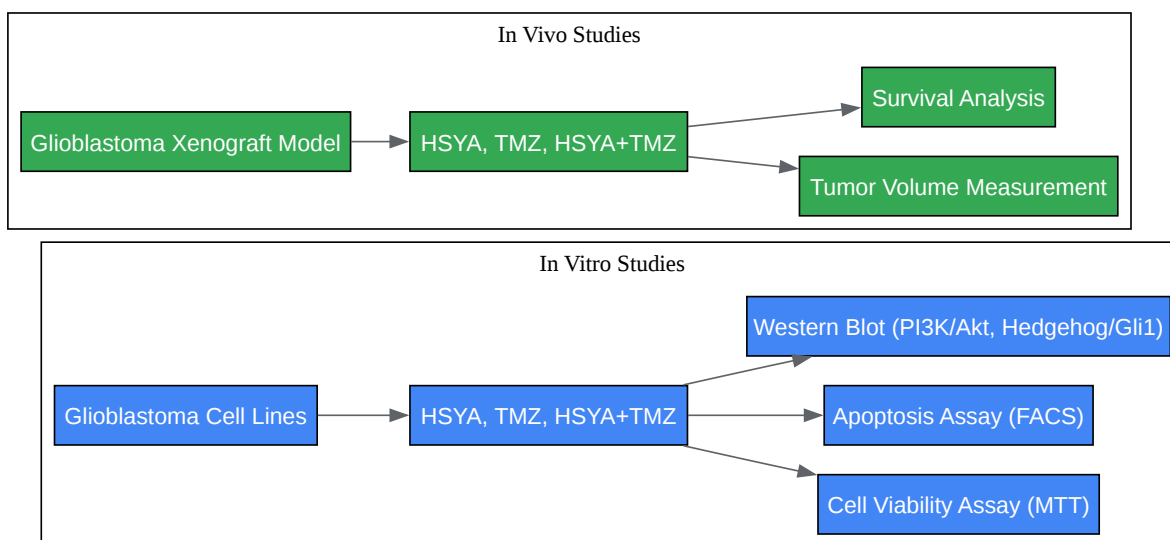 In Vivo Studies
Glioblastoma Xenograft Model
HSYA, TMZ, HSYA+TMZ
Survival Analysis
Tumor Volume Measurement
In Vitro Studies
Glioblastoma Cell Lines
HSYA, TMZ, HSYA+TMZ
Western Blot (PI3K/Akt, Hedgehog/Gli1)
Apoptosis Assay (FACS)
Cell Viability Assay (MTT)